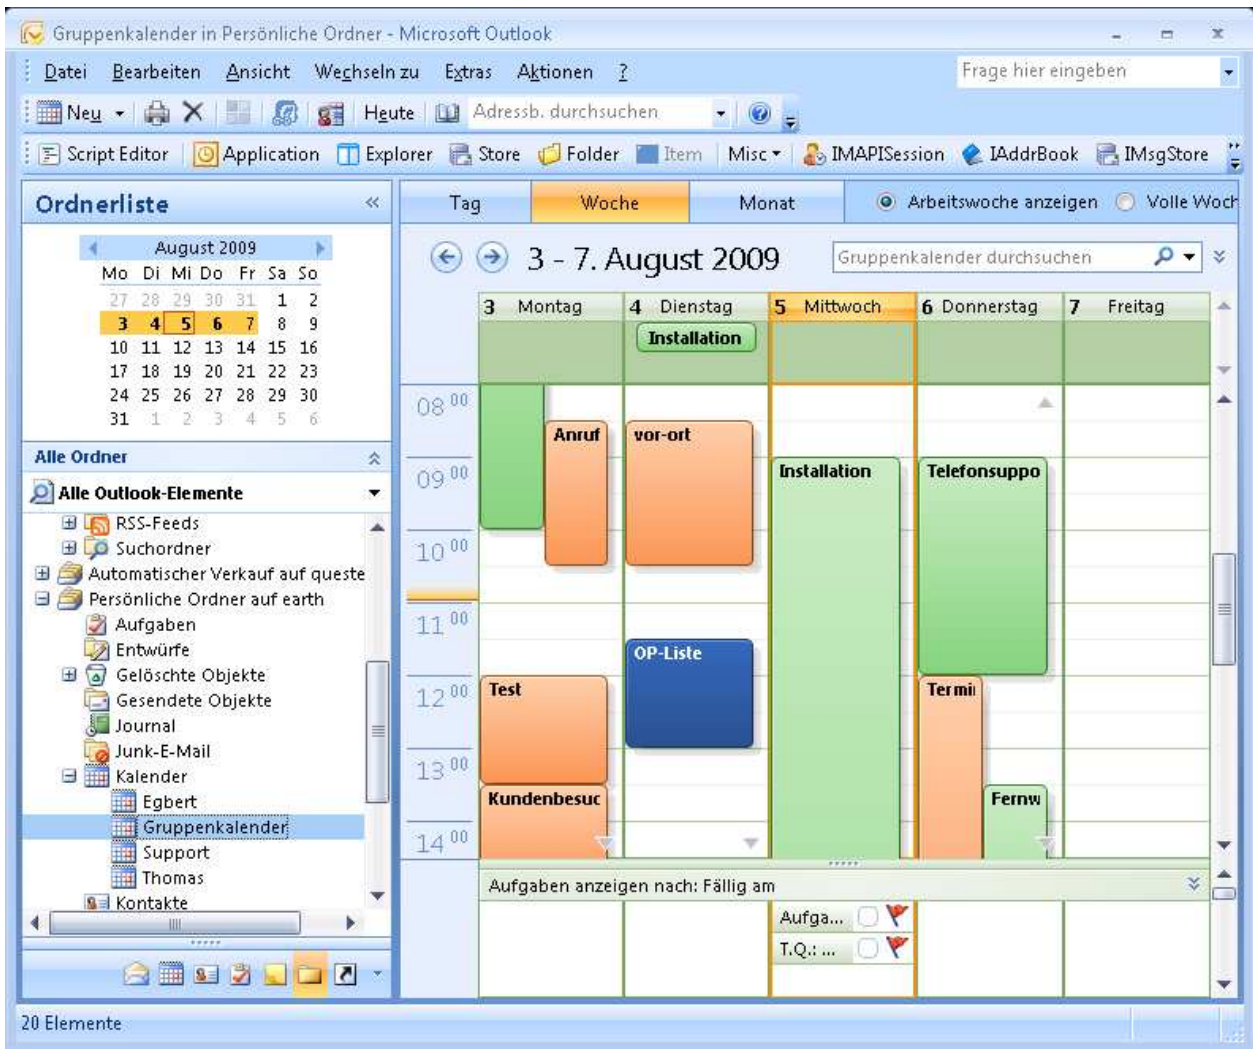 Gruppenkalender in Persönliche Ordner - Microsoft Outlook
Datei Bearbeiten Ansicht Wechseln zu Extras Aktionen ? Frage hier eingeben
Neu Heute Adressb. durchsuchen
Script Editor Application Explorer Store Folder Item Misc IMAPISession IAddrBook IMsgStore
Ordnerliste «
August 2009
Mo Di Mi Do Fr Sa So
27 28 29 30 31 1 2
3 4 5 6 7 8 9
10 11 12 13 14 15 16
17 18 19 20 21 22 23
24 25 26 27 28 29 30
31 1 2 3 4 5 6
Alle Ordner
Alle Outlook-Elemente
RSS-Feeds
Suchordner
Automatischer Verkauf auf queste
Persönliche Ordner auf earth
Aufgaben
Entwürfe
Gelöschte Objekte
Gesendete Objekte
Journal
Junk-E-Mail
Kalender
Egbert
Gruppenkalender
Support
Thomas
Kontakte
Tag Woche Monat Arbeitswoche anzeigen Volle Woch
3 - 7. August 2009 Gruppenkalender durchsuchen
3 Montag 4 Dienstag 5 Mittwoch 6 Donnerstag 7 Freitag
Installation
08 00
Anruf vor-ort
09 00 Installation Telefonsuppo
10 00
11 00
OP-Liste
12 00 Test Termi
13 00
Kundenbesuc Fernw
14 00
Aufgaben anzeigen nach: Fällig am
Aufga...
T.Q.: ...
20 Elemente